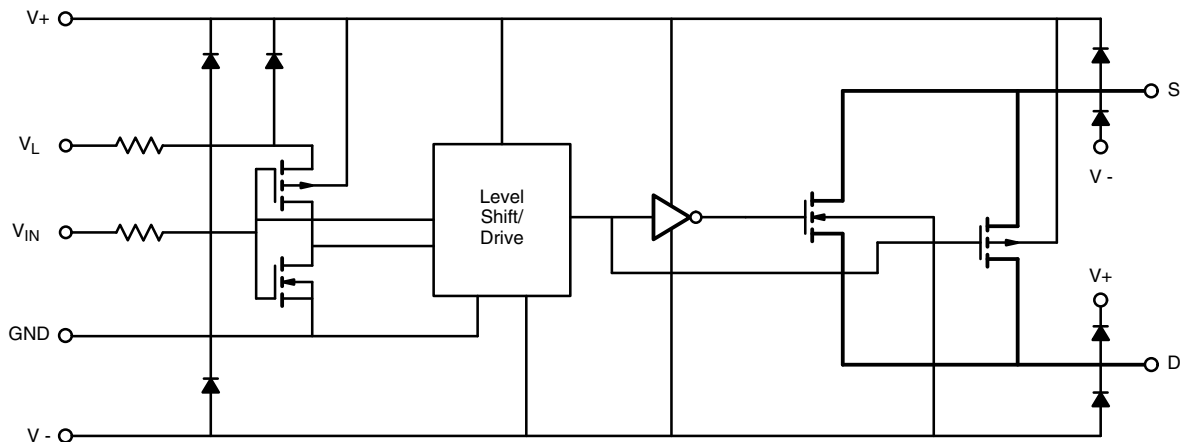 V+
S
V_L
V -
Level
Shift/
Drive
V_IN
V+
GND
D
V -